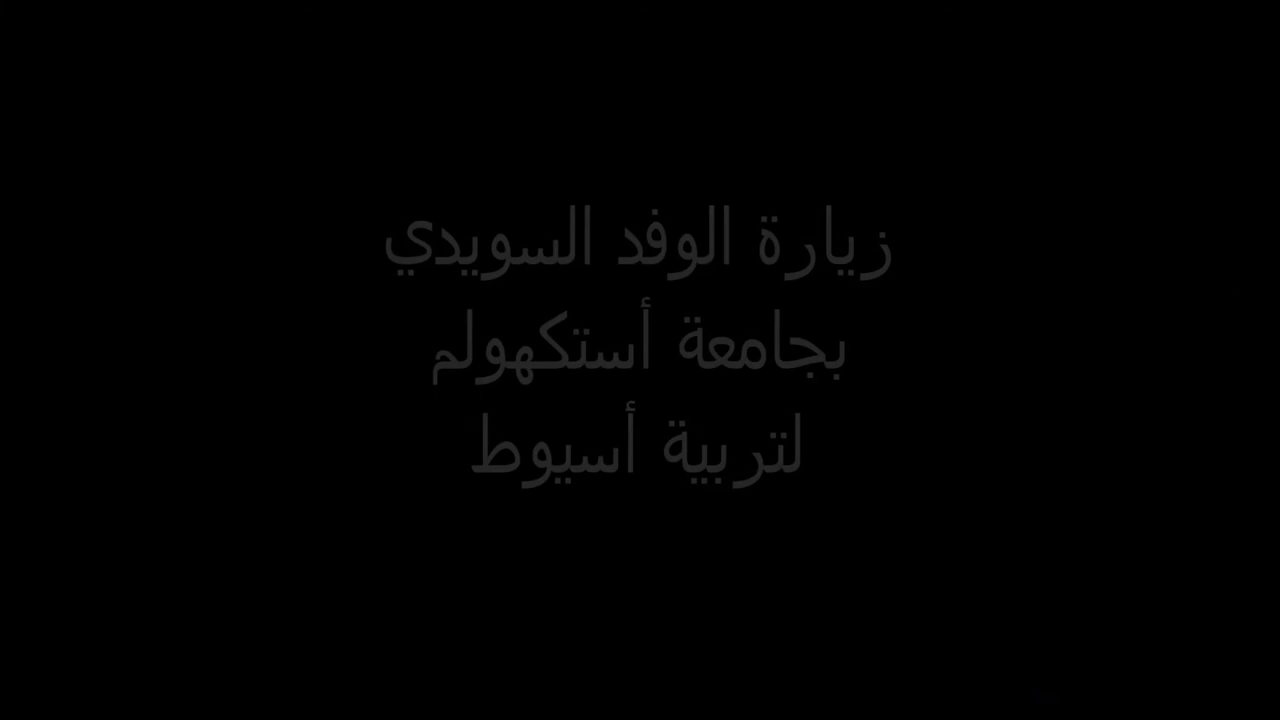 زيارة الوفد السويدي
بجامعة أستكهولم
لتربية أسيوط